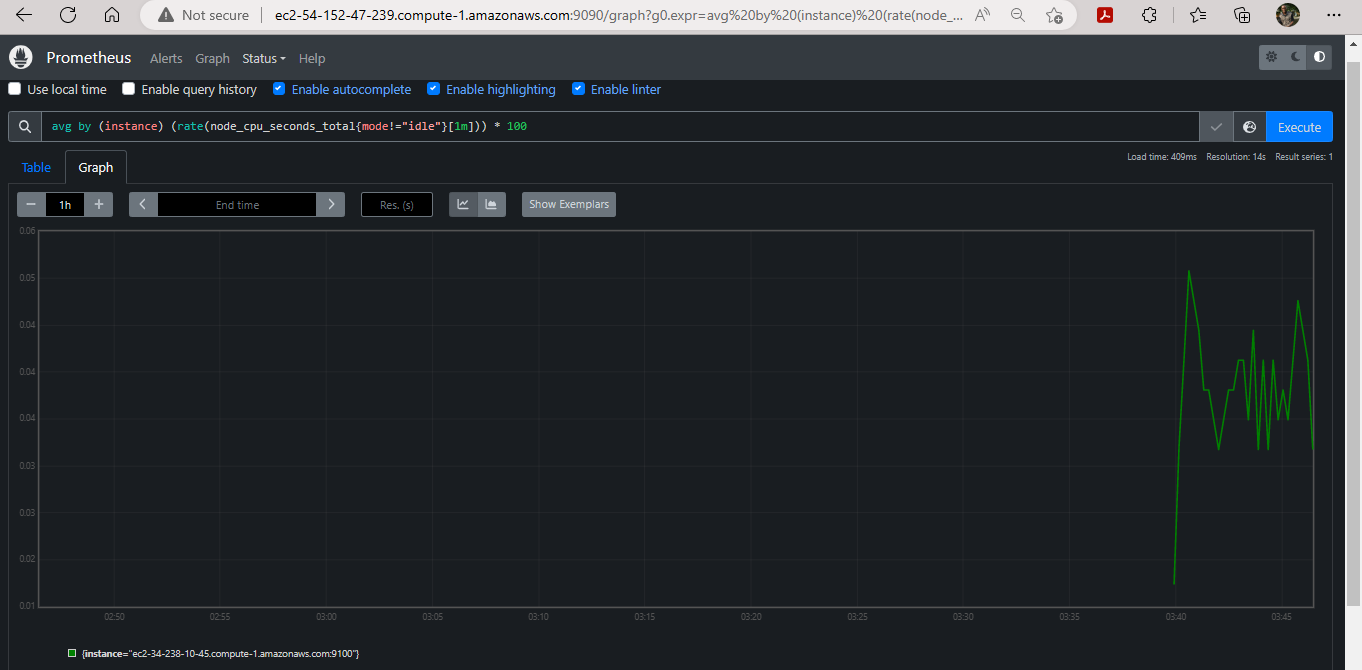 Not secure ec2-54-152-47-239.compute-1.amazonaws.com:9090/graph?g0.expr=avg%20by%20(instance)%20(rate(node_...
Prometheus Alerts Graph Status Help
Use local time Enable query history Enable autocomplete Enable highlighting Enable linter
avg by (instance) (rate(node_cpu_seconds_total{mode!="idle"}[1m])) * 100 Execute
Load time: 409ms Resolution: 14s Result series: 1
Table Graph
− 1h + End time Res. (s) Show Exemplars
0.06
0.05
0.04
0.04
0.04
0.03
0.03
0.02
0.01
02:50 02:55 03:00 03:05 03:10 03:15 03:20 03:25 03:30 03:35 03:40 03:45
{instance="ec2-34-238-10-45.compute-1.amazonaws.com:9100"}